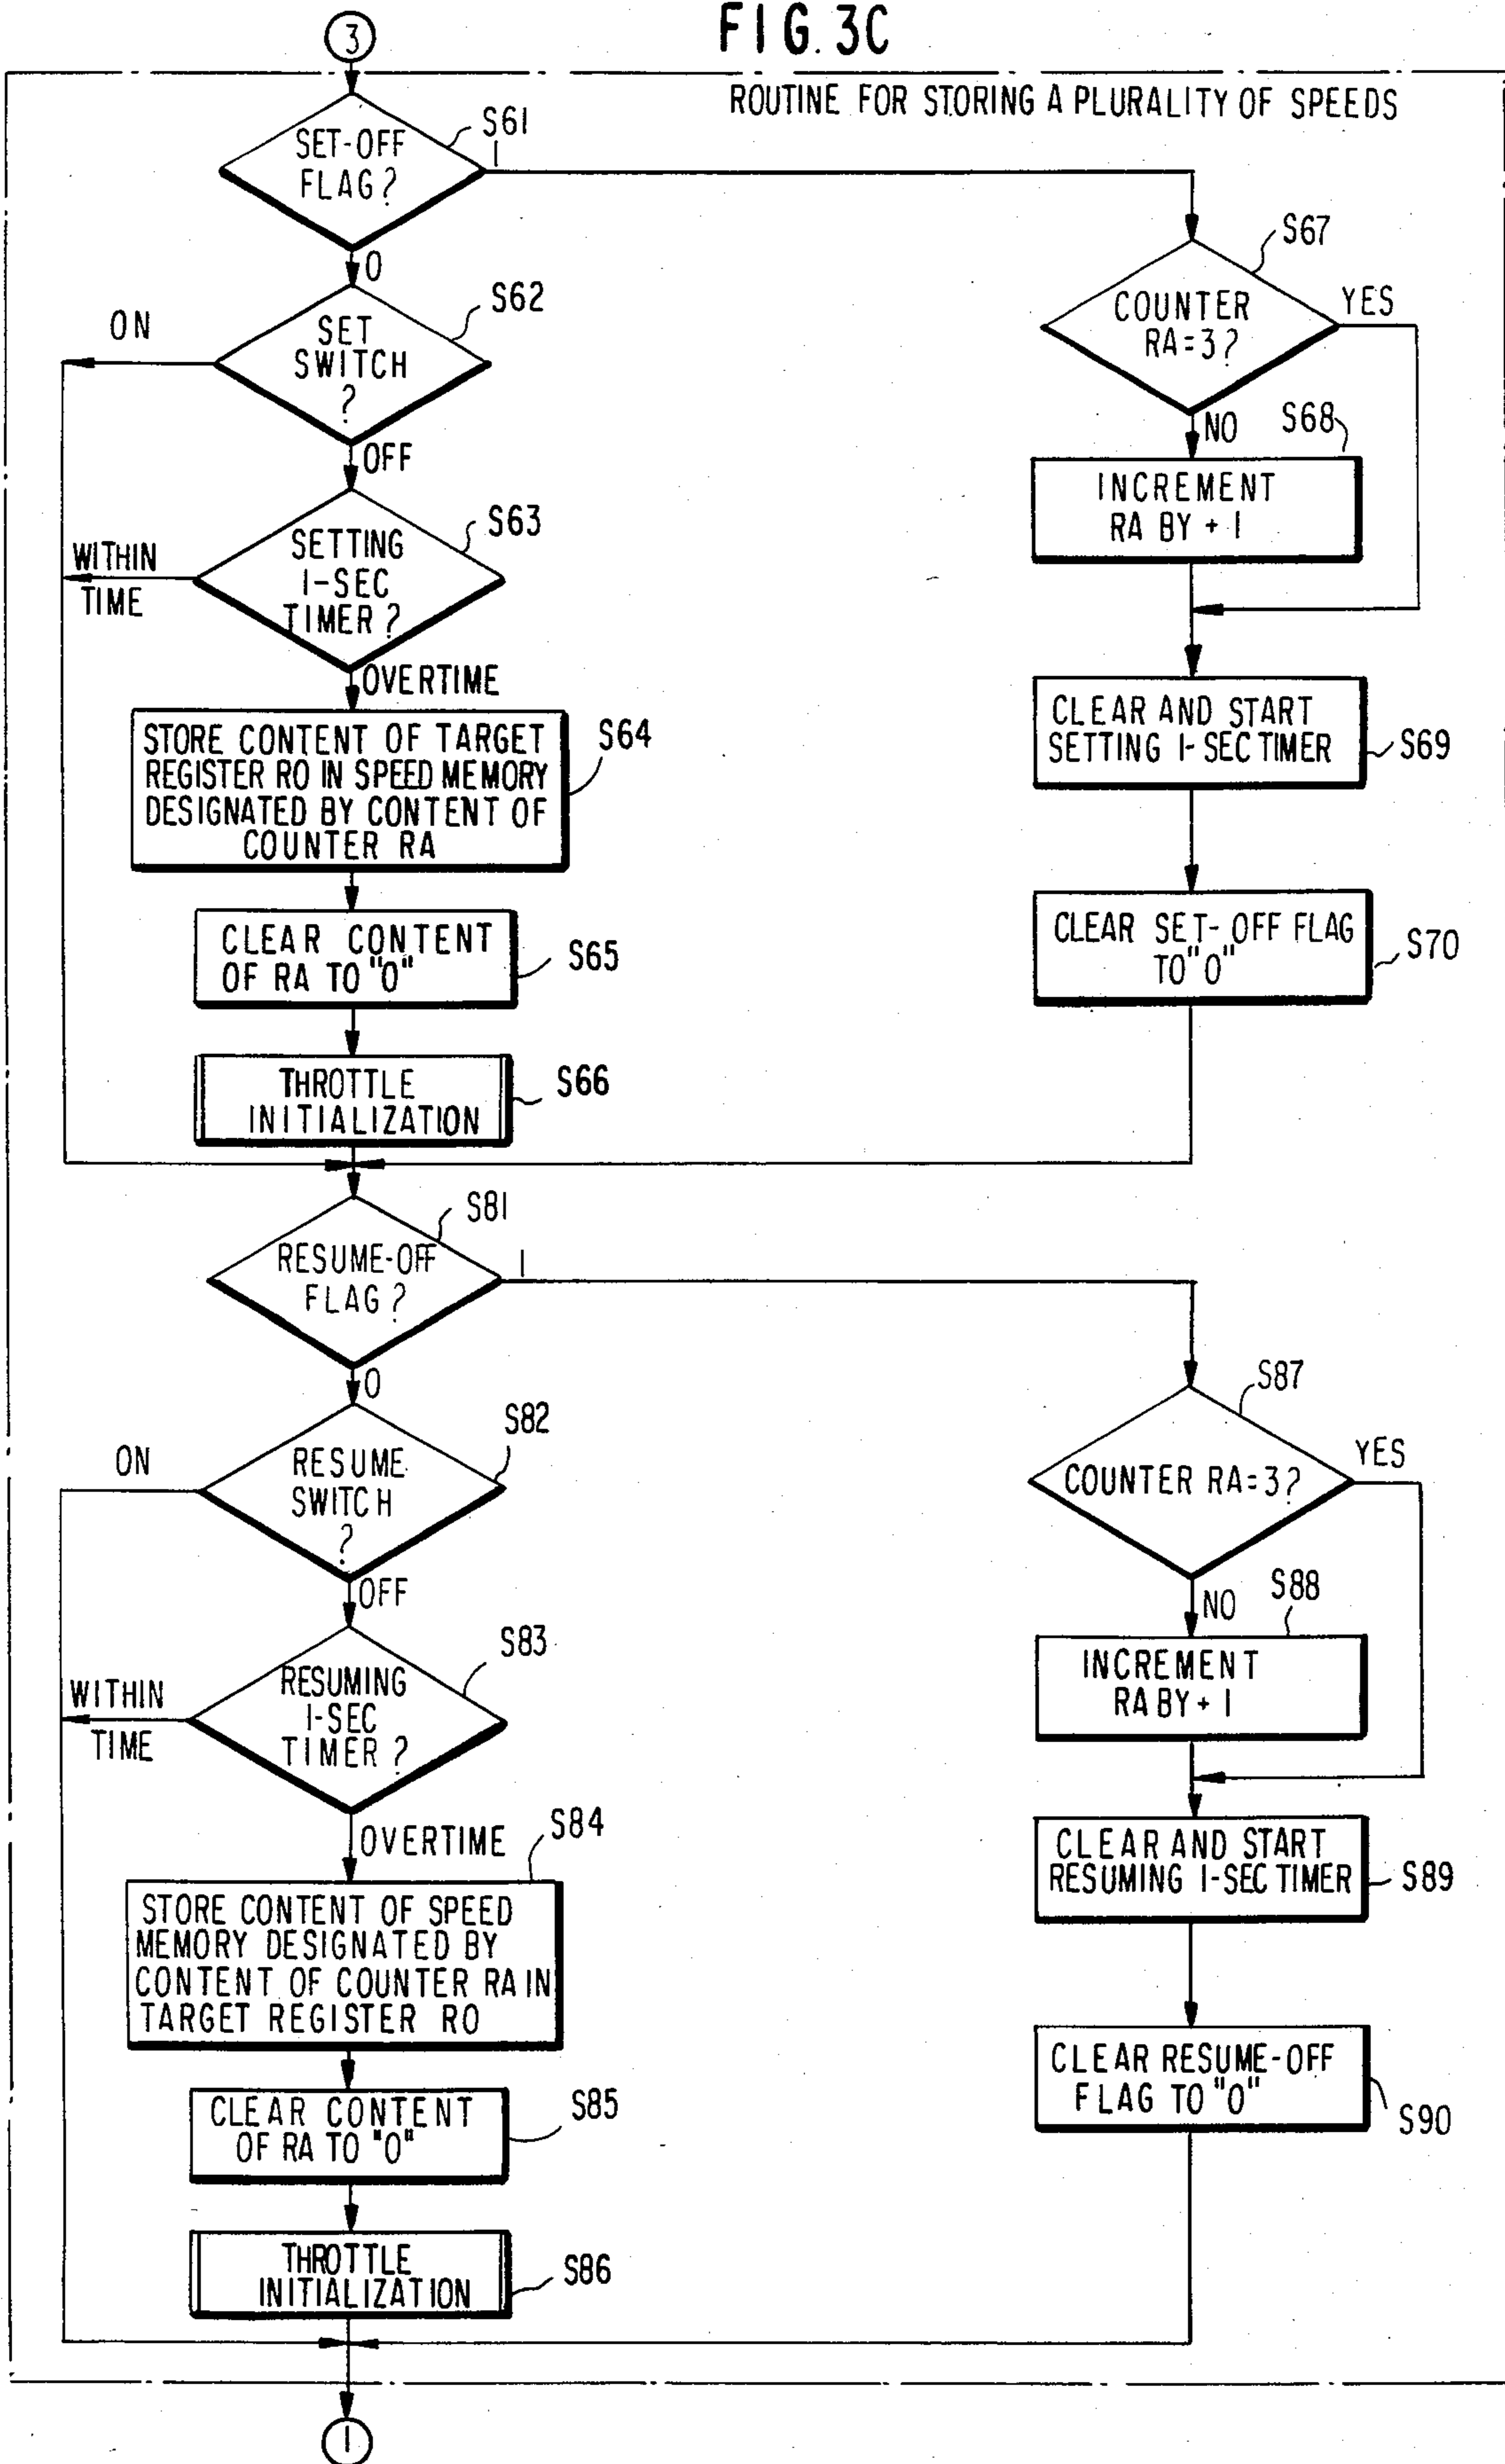 FIG. 3C
3
ROUTINE FOR STORING A PLURALITY OF SPEEDS
SET-OFF
FLAG?
S61
1
0
SET
SWITCH
?
S62
ON
OFF
SETTING
1-SEC
TIMER?
S63
WITHIN
TIME
OVERTIME
STORE CONTENT OF TARGET
REGISTER RO IN SPEED MEMORY
DESIGNATED BY CONTENT OF
COUNTER RA
S64
CLEAR CONTENT
OF RA TO "0"
S65
THROTTLE
INITIALIZATION
S66
COUNTER
RA=3?
S67
YES
NO
S68
INCREMENT
RA BY + 1
CLEAR AND START
SETTING 1-SEC TIMER
S69
CLEAR SET-OFF FLAG
TO "0"
S70
RESUME-OFF
FLAG?
S81
1
0
RESUME
SWITCH
?
S82
ON
OFF
RESUMING
1-SEC
TIMER?
S83
WITHIN
TIME
OVERTIME
S84
STORE CONTENT OF SPEED
MEMORY DESIGNATED BY
CONTENT OF COUNTER RA IN
TARGET REGISTER RO
CLEAR CONTENT
OF RA TO "0"
S85
THROTTLE
INITIALIZATION
S86
COUNTER RA=3?
S87
YES
NO
S88
INCREMENT
RA BY + 1
CLEAR AND START
RESUMING 1-SEC TIMER
S89
CLEAR RESUME-OFF
FLAG TO "0"
S90
1